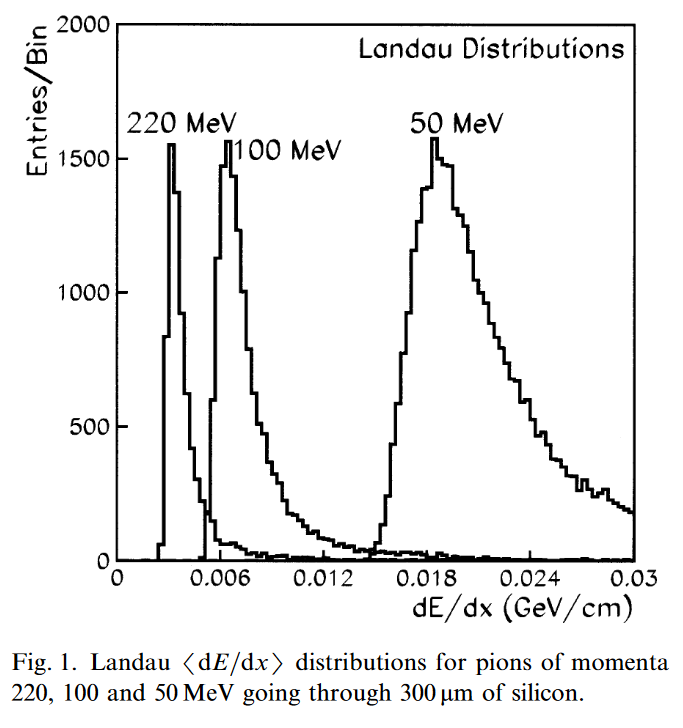 2000
Landau Distributions
Entries/Bin
220 MeV
50 MeV
100 MeV
1500
1000
500
0
0 0.006 0.012 0.018 0.024 0.03
dE/dx (GeV/cm)
Fig. 1. Landau ⟨dE/dx⟩ distributions for pions of momenta
220, 100 and 50 MeV going through 300 μm of silicon.